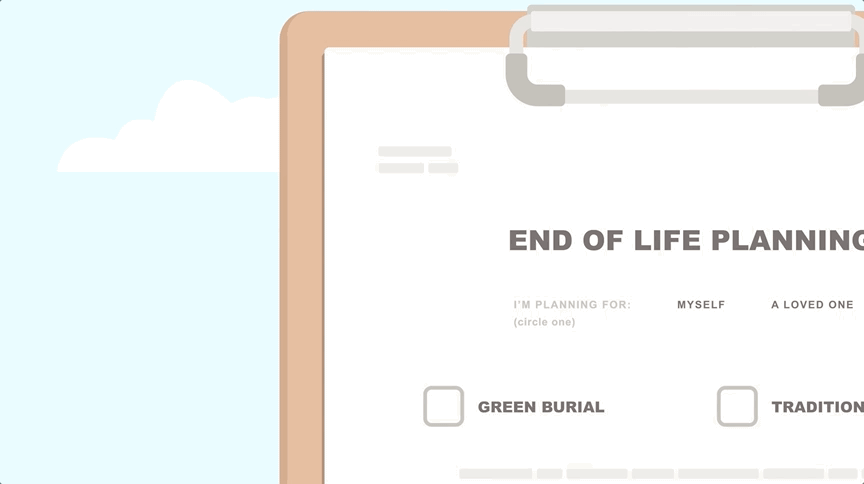 END OF LIFE PLANNING
I'M PLANNING FOR: MYSELF A LOVED ONE
(circle one)
GREEN BURIAL TRADITION